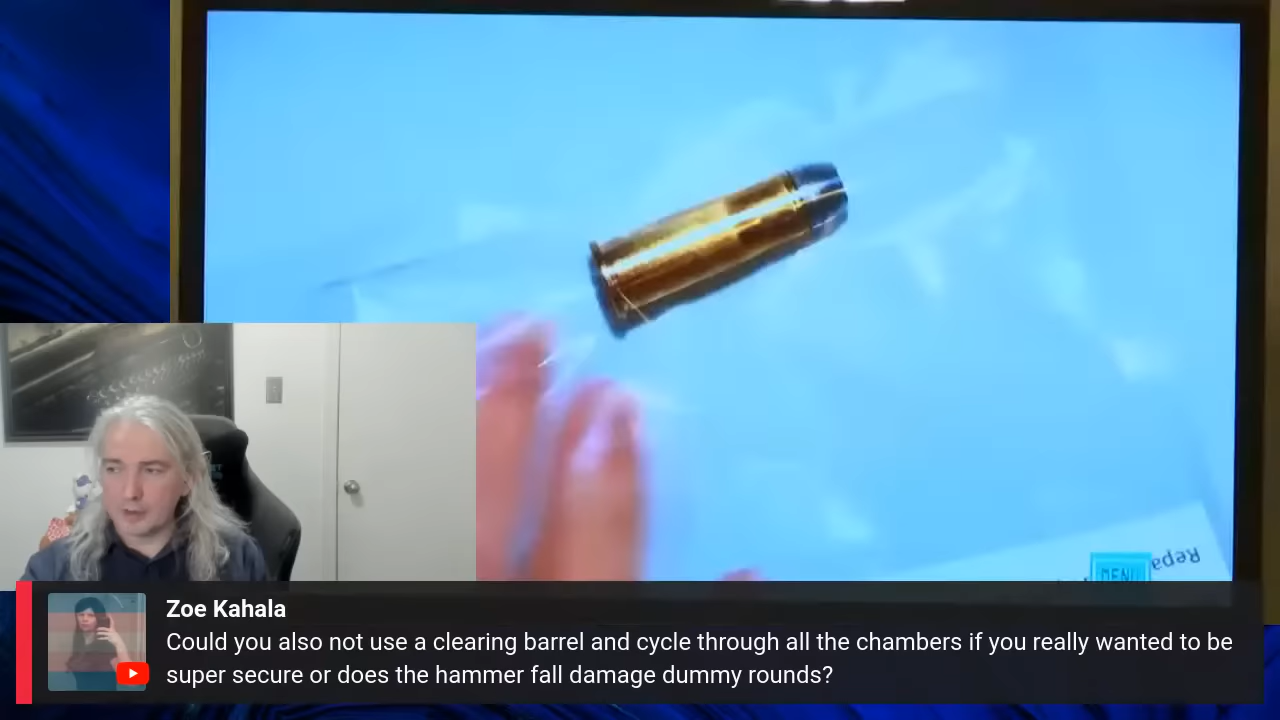 Repa
MENU
Zoe Kahala
Could you also not use a clearing barrel and cycle through all the chambers if you really wanted to be
super secure or does the hammer fall damage dummy rounds?